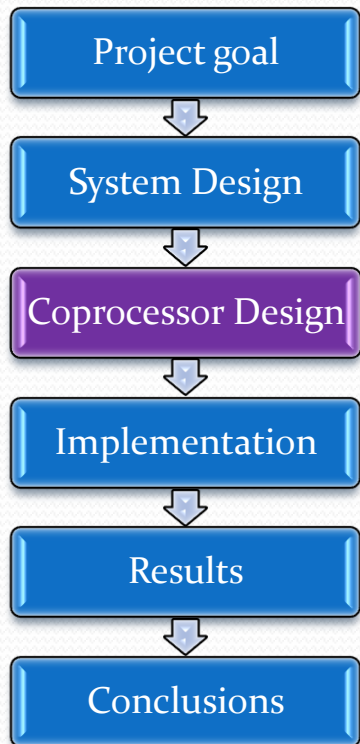 Project goal
System Design
Coprocessor Design
Implementation
Results
Conclusions